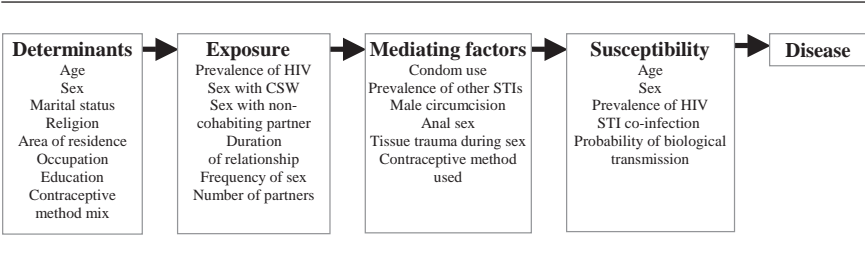 Determinants
Age
Sex
Marital status
Religion
Area of residence
Occupation
Education
Contraceptive
method mix
Exposure
Prevalence of HIV
Sex with CSW
Sex with non-
cohabiting partner
Duration
of relationship
Frequency of sex
Number of partners
Mediating factors
Condom use
Prevalence of other STIs
Male circumcision
Anal sex
Tissue trauma during sex
Contraceptive method
used
Susceptibility
Age
Sex
Prevalence of HIV
STI co-infection
Probability of biological
transmission
Disease